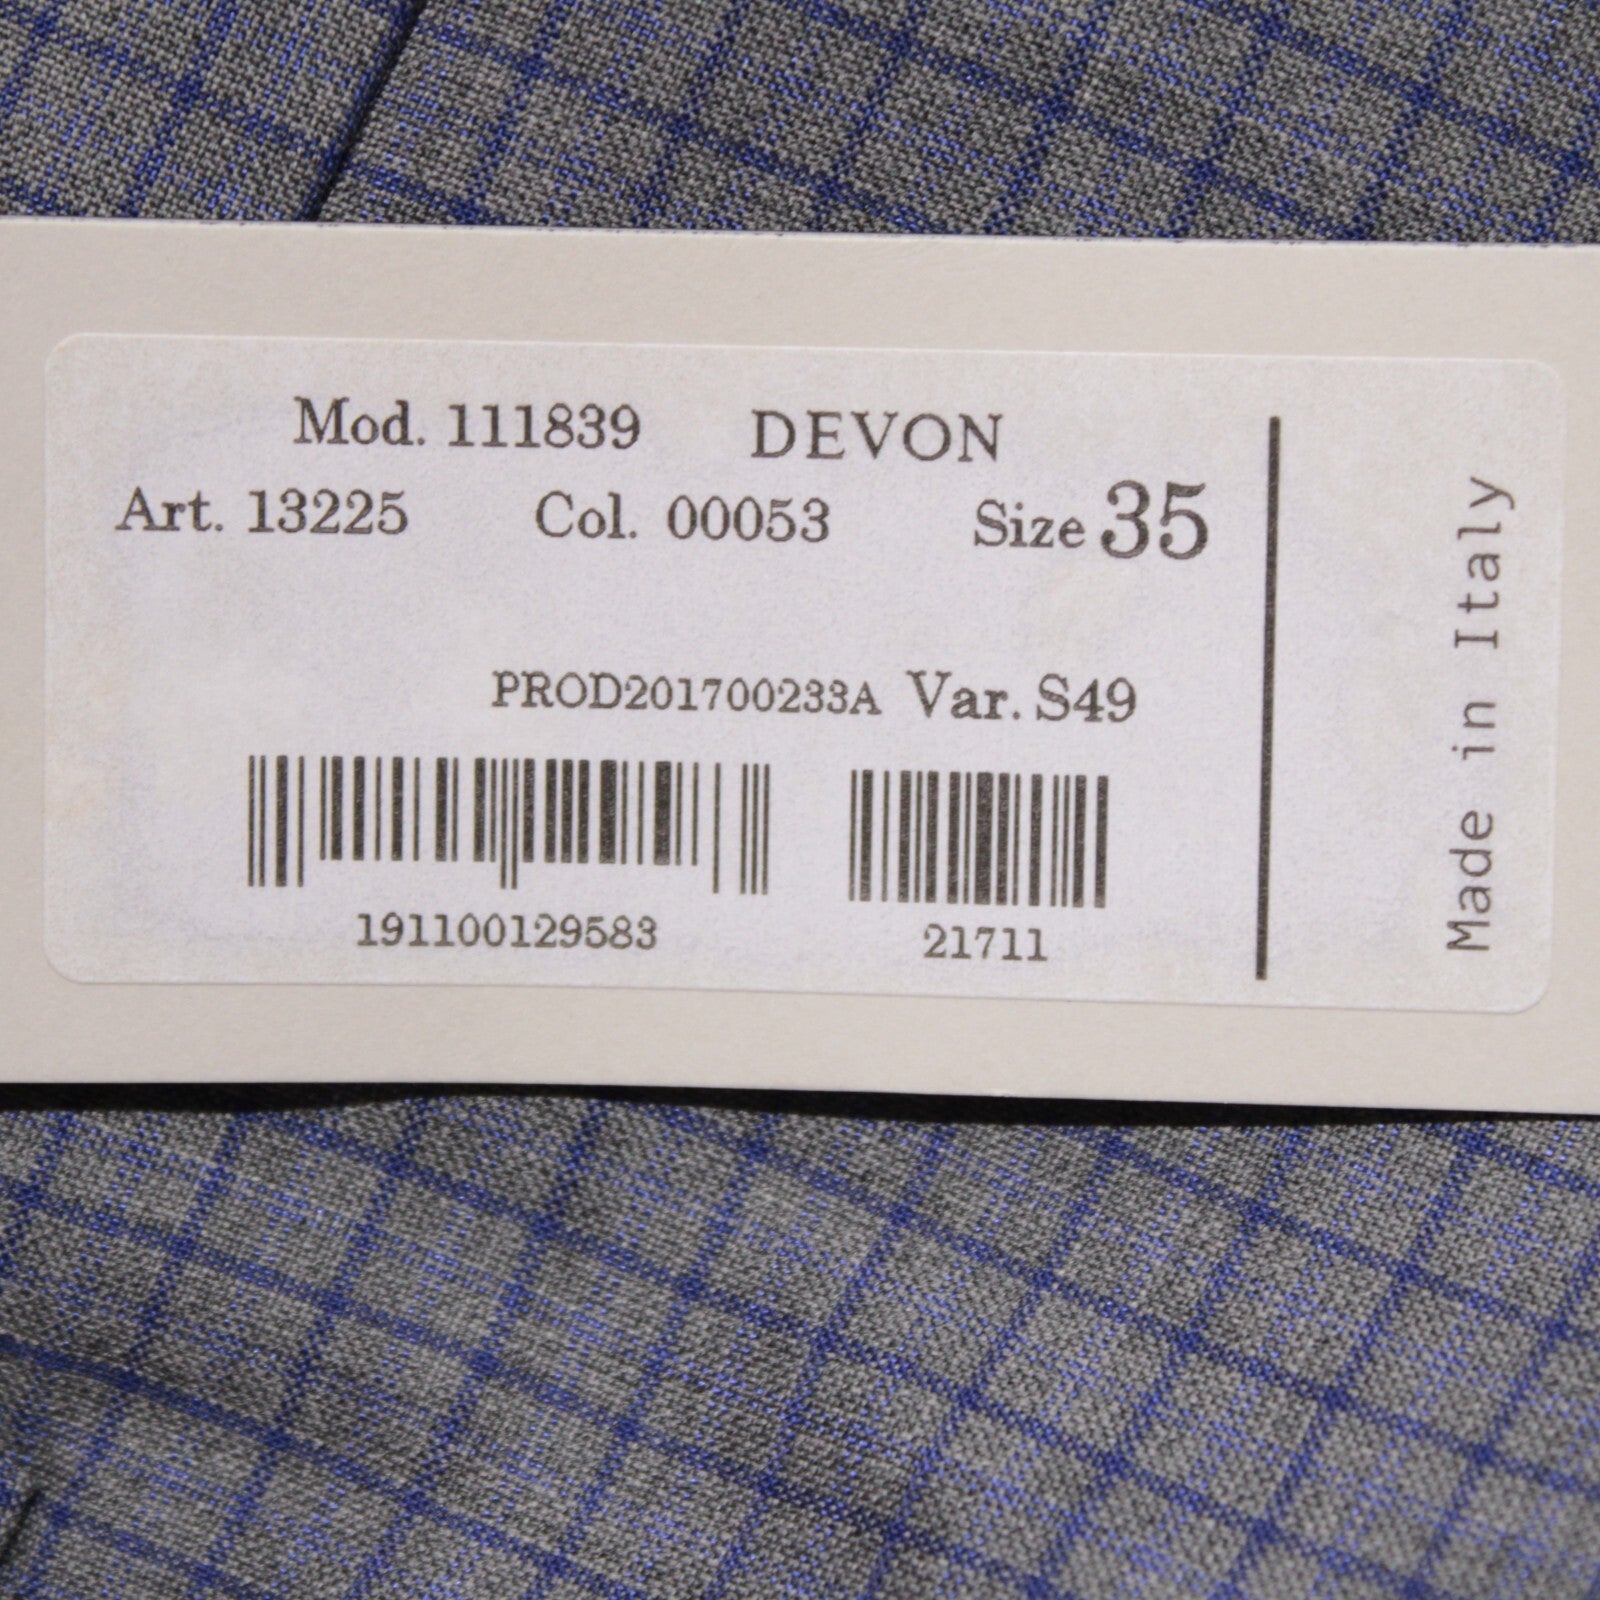 Mod. 111839 DEVON
Art. 13225 Col. 00053 Size 35
PROD201700233A Var. S49
191100129583 21711
Made in Italy